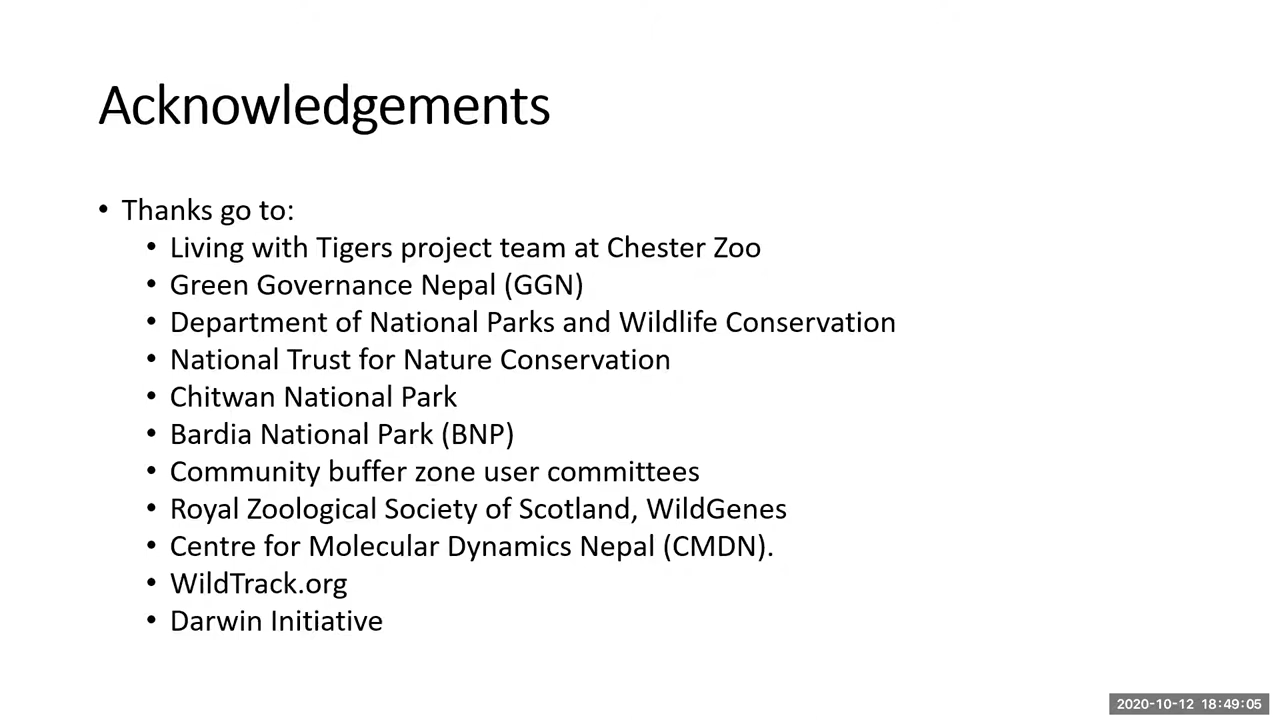 Acknowledgements
• Thanks go to:
• Living with Tigers project team at Chester Zoo
• Green Governance Nepal (GGN)
• Department of National Parks and Wildlife Conservation
• National Trust for Nature Conservation
• Chitwan National Park
• Bardia National Park (BNP)
• Community buffer zone user committees
• Royal Zoological Society of Scotland, WildGenes
• Centre for Molecular Dynamics Nepal (CMDN).
• WildTrack.org
• Darwin Initiative
2020-10-12 18:49:05